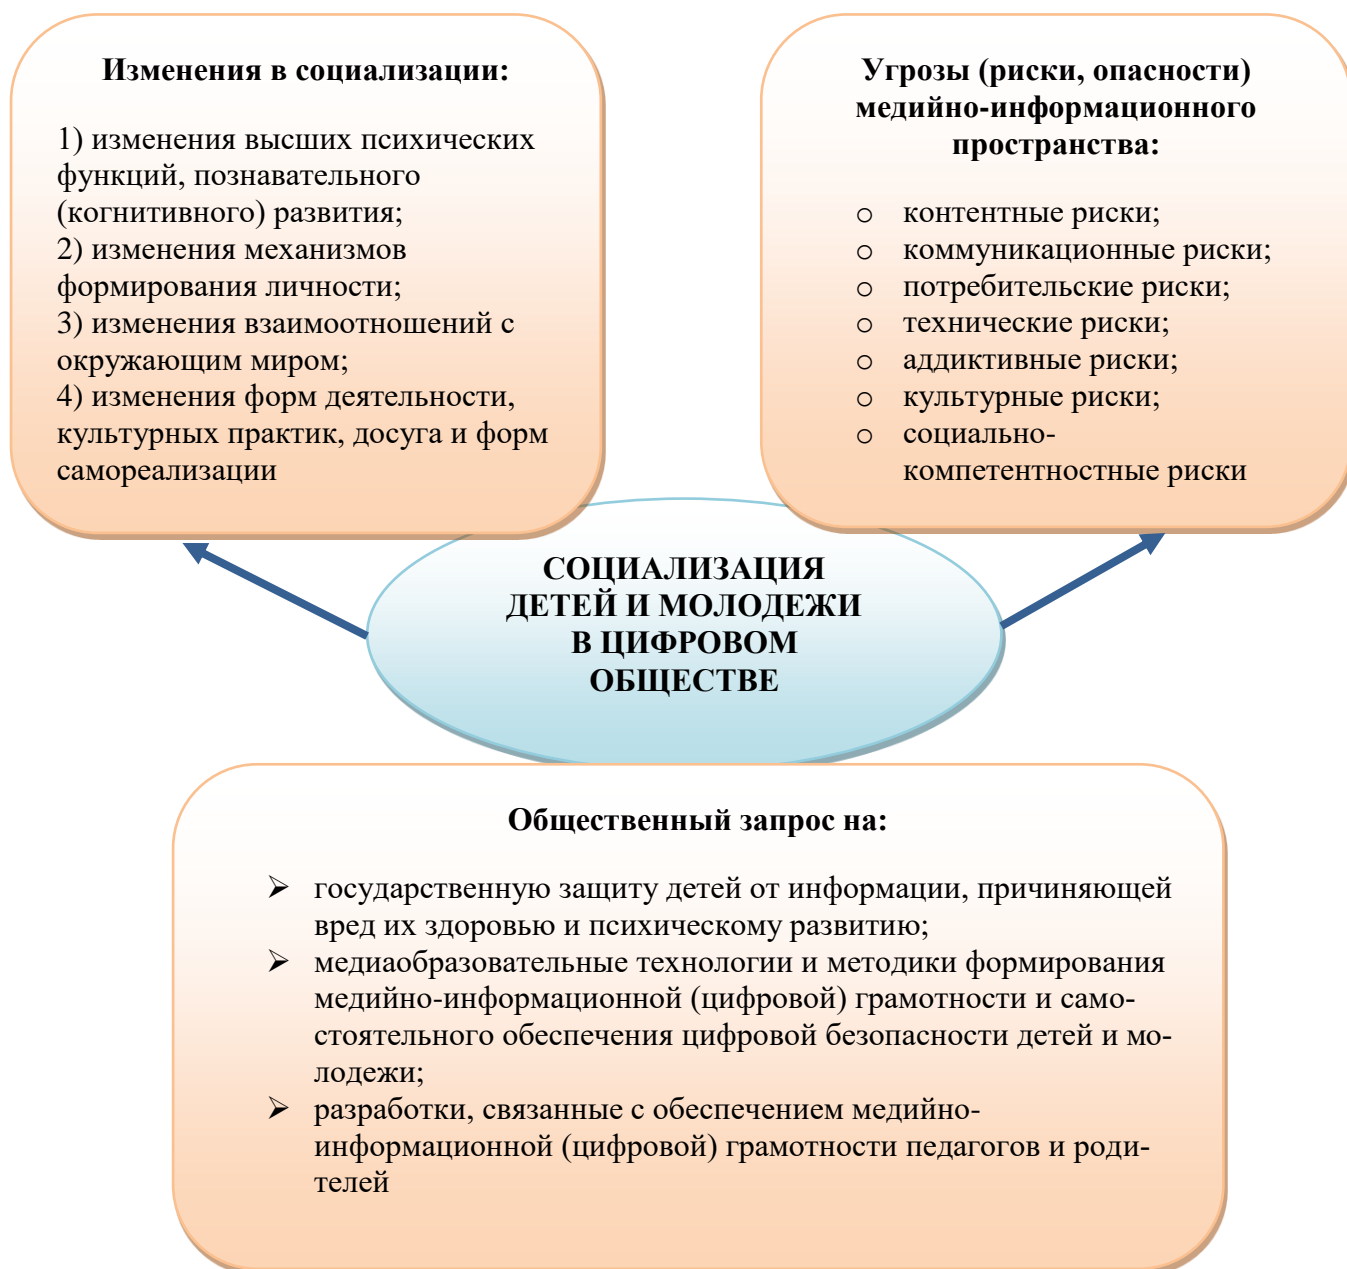 Изменения в социализации:
1) изменения высших психических
функций, познавательного
(когнитивного) развития;
2) изменения механизмов
формирования личности;
3) изменения взаимоотношений с
окружающим миром;
4) изменения форм деятельности,
культурных практик, досуга и форм
самореализации
Угрозы (риски, опасности)
медийно-информационного
пространства:
o контентные риски;
o коммуникационные риски;
o потребительские риски;
o технические риски;
o аддиктивные риски;
o культурные риски;
o социально-
компетентностные риски
СОЦИАЛИЗАЦИЯ
ДЕТЕЙ И МОЛОДЕЖИ
В ЦИФРОВОМ
ОБЩЕСТВЕ
Общественный запрос на:
➢ государственную защиту детей от информации, причиняющей
вред их здоровью и психическому развитию;
➢ медиаобразовательные технологии и методики формирования
медийно-информационной (цифровой) грамотности и само-
стоятельного обеспечения цифровой безопасности детей и мо-
лодежи;
➢ разработки, связанные с обеспечением медийно-
информационной (цифровой) грамотности педагогов и роди-
телей